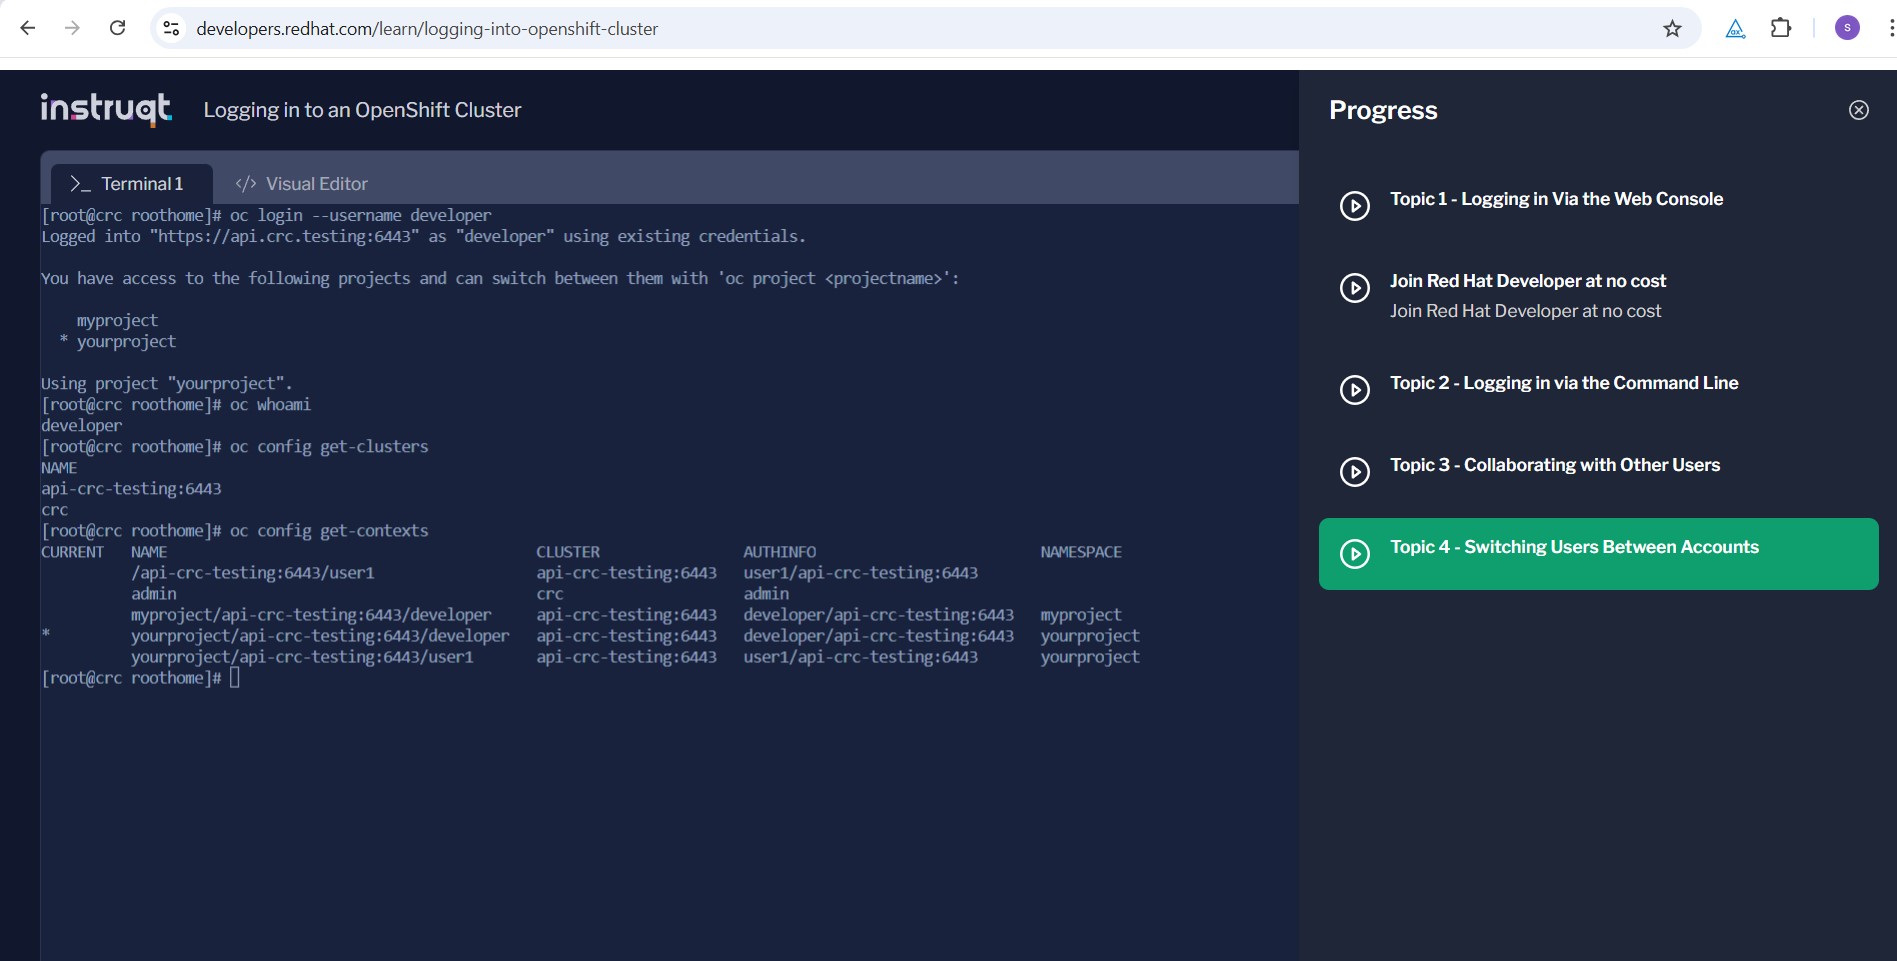 developers.redhat.com/learn/logging-into-openshift-cluster
S
instruqt
Logging in to an OpenShift Cluster
>_ Terminal 1
</> Visual Editor
[root@crc roothome]# oc login --username developer
Logged into "https://api.crc.testing:6443" as "developer" using existing credentials.
You have access to the following projects and can switch between them with 'oc project <projectname>':
myproject
* yourproject
Using project "yourproject".
[root@crc roothome]# oc whoami
developer
[root@crc roothome]# oc config get-clusters
NAME
api-crc-testing:6443
crc
[root@crc roothome]# oc config get-contexts
CURRENT NAME CLUSTER AUTHINFO NAMESPACE
/api-crc-testing:6443/user1 api-crc-testing:6443 user1/api-crc-testing:6443
admin crc admin
myproject/api-crc-testing:6443/developer api-crc-testing:6443 developer/api-crc-testing:6443 myproject
* yourproject/api-crc-testing:6443/developer api-crc-testing:6443 developer/api-crc-testing:6443 yourproject
yourproject/api-crc-testing:6443/user1 api-crc-testing:6443 user1/api-crc-testing:6443 yourproject
[root@crc roothome]#
Progress
Topic 1 - Logging in Via the Web Console
Join Red Hat Developer at no cost
Join Red Hat Developer at no cost
Topic 2 - Logging in via the Command Line
Topic 3 - Collaborating with Other Users
Topic 4 - Switching Users Between Accounts